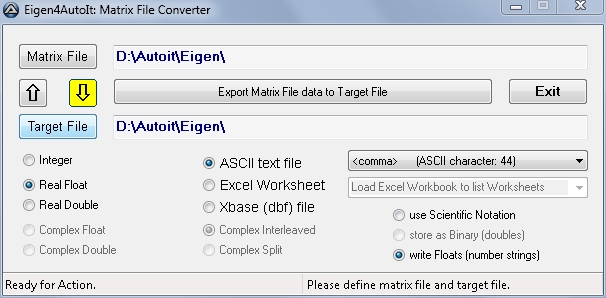 Eigen4AutoIt: Matrix File Converter
Matrix File D:\Autoit\Eigen\
Export Matrix File data to Target File Exit
Target File D:\Autoit\Eigen\
Integer ASCII text file <comma> (ASCII character: 44)
Real Float Excel Worksheet Load Excel Workbook to list Worksheets
Real Double Xbase (dbf) file use Scientific Notation
Complex Float Complex Interleaved store as Binary (doubles)
Complex Double Complex Split write Floats (number strings)
Ready for Action. Please define matrix file and target file.